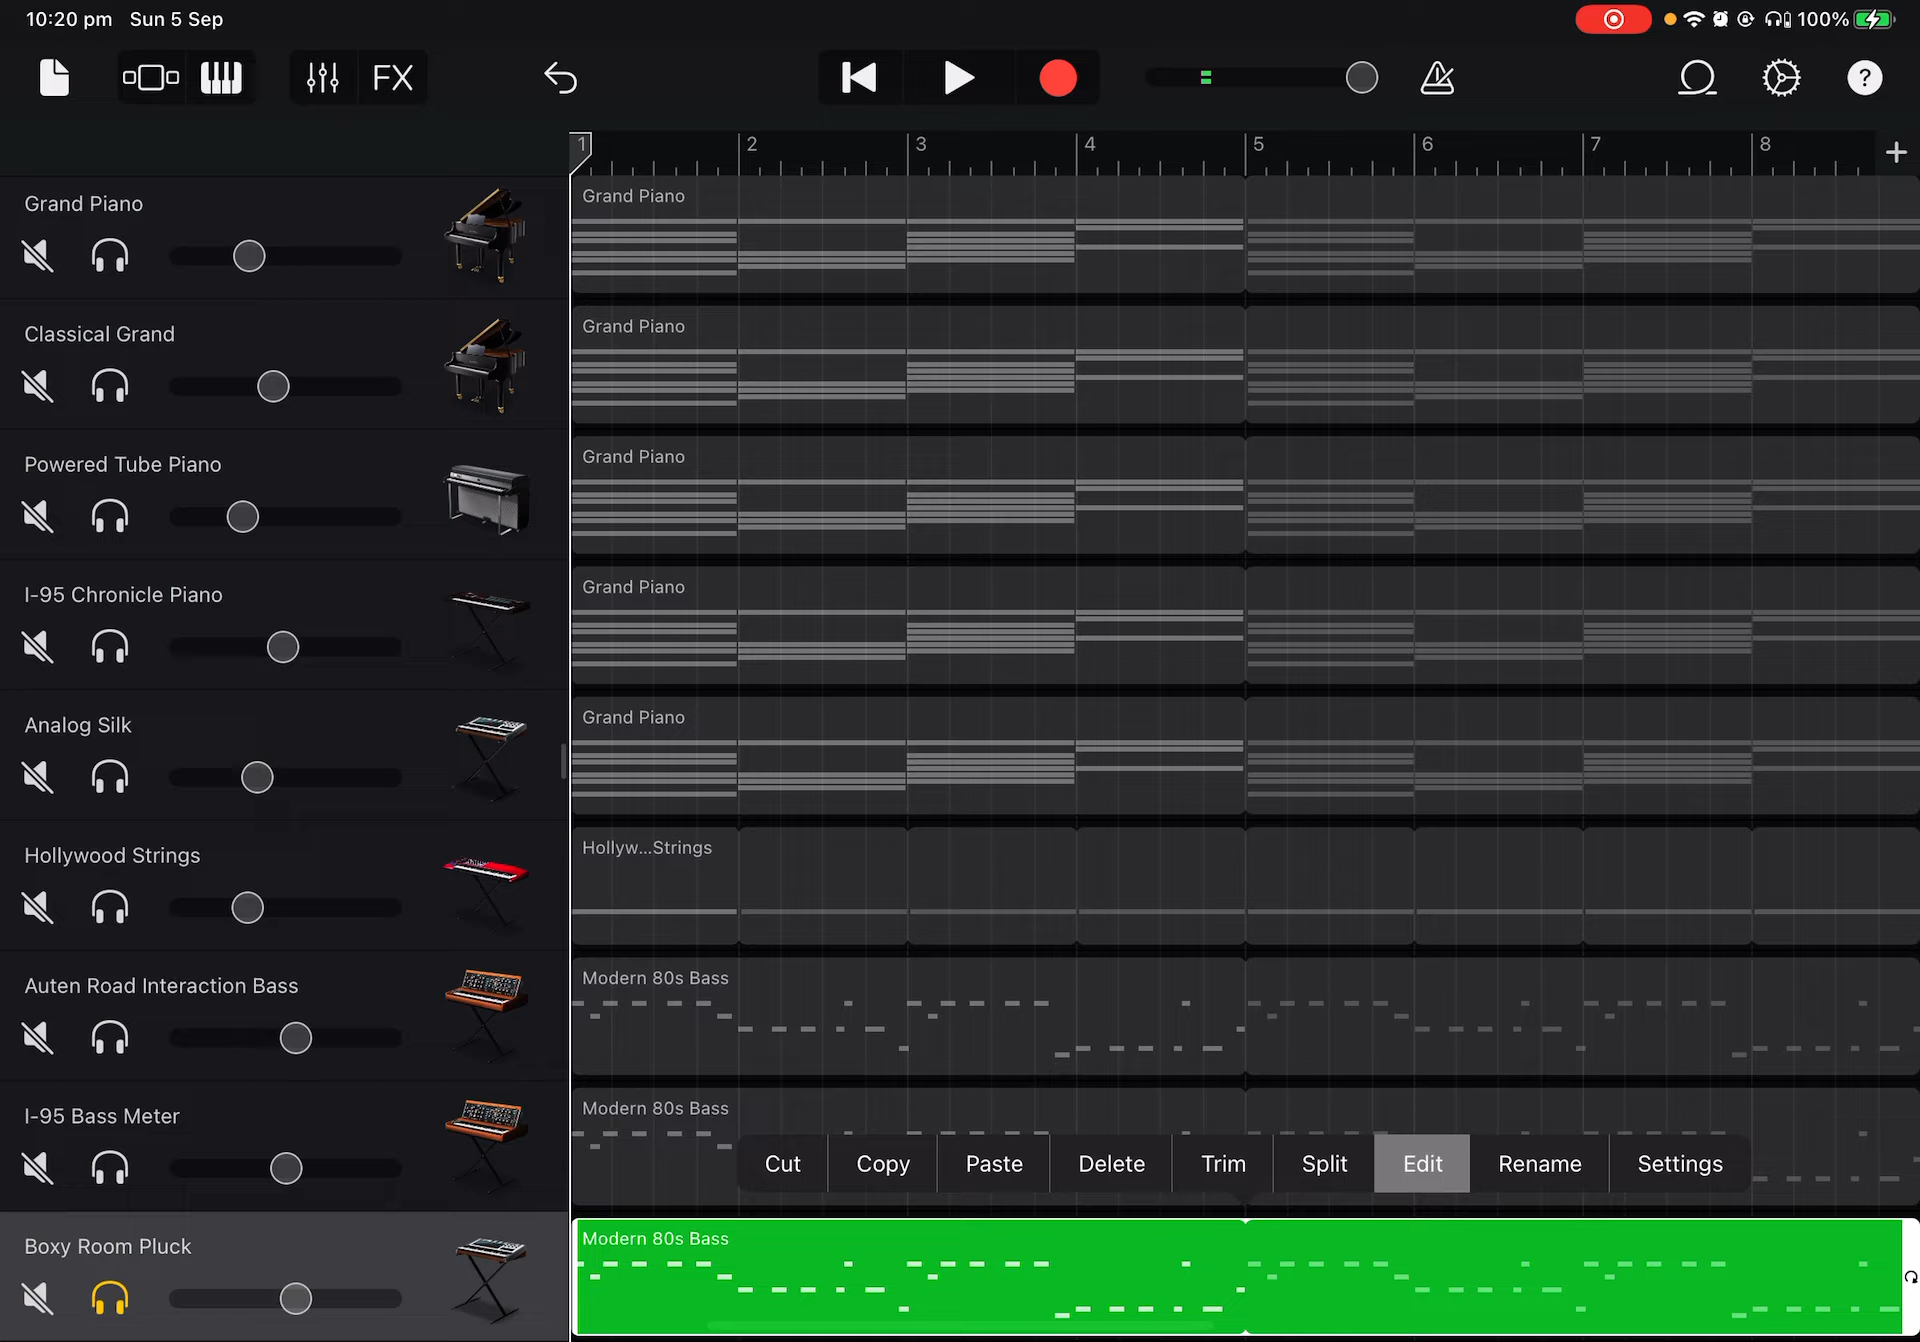 10:20 pm Sun 5 Sep
100%
FX
?
1 2 3 4 5 6 7 8 +
Grand Piano
Grand Piano
Classical Grand
Grand Piano
Powered Tube Piano
Grand Piano
I-95 Chronicle Piano
Grand Piano
Analog Silk
Grand Piano
Hollywood Strings
Hollyw...Strings
Auten Road Interaction Bass
Modern 80s Bass
I-95 Bass Meter
Modern 80s Bass
Cut Copy Paste Delete Trim Split Edit Rename Settings
Boxy Room Pluck
Modern 80s Bass